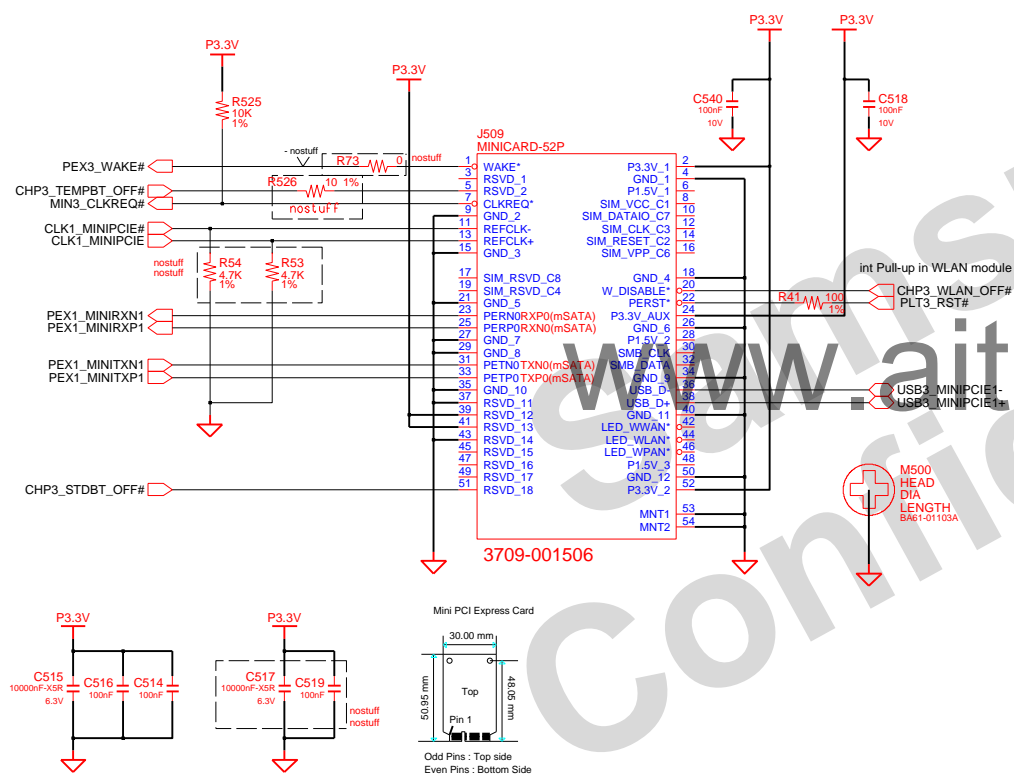 P3.3V
P3.3V
P3.3V
P3.3V
R525
10K
1%
C540
100nF
10V
C518
100nF
10V
J509
MINICARD-52P
- nostuff
R73
0
nostuff
PEX3_WAKE#
R526
10 1%
nostuff
CHP3_TEMPBT_OFF#
MIN3_CLKREQ#
CLK1_MINIPCIE#
CLK1_MINIPCIE
nostuff
nostuff
R54
4.7K
1%
R53
4.7K
1%
PEX1_MINIRXN1
PEX1_MINIRXP1
PEX1_MINITXN1
PEX1_MINITXP1
CHP3_STDBT_OFF#
1 WAKE*
3 RSVD_1
5 RSVD_2
7 CLKREQ*
9 GND_2
11 REFCLK-
13 REFCLK+
15 GND_3
17 SIM_RSVD_C8
19 SIM_RSVD_C4
21 GND_5
23 PERN0 RXP0(mSATA)
25 PERP0 RXN0(mSATA)
27 GND_7
29 GND_8
31 PETN0 TXN0(mSATA)
33 PETP0 TXP0(mSATA)
35 GND_10
37 RSVD_11
39 RSVD_12
41 RSVD_13
43 RSVD_14
45 RSVD_15
47 RSVD_16
49 RSVD_17
51 RSVD_18
P3.3V_1 2
GND_1 4
P1.5V_1 6
SIM_VCC_C1 8
SIM_DATAIO_C7 10
SIM_CLK_C3 12
SIM_RESET_C2 14
SIM_VPP_C6 16
GND_4 18
W_DISABLE* 20
PERST* 22
P3.3V_AUX 24
GND_6 26
P1.5V_2 28
SMB_CLK 30
SMB_DATA 32
GND_9 34
USB_D- 36
USB_D+ 38
GND_11 40
LED_WWAN* 42
LED_WLAN* 44
LED_WPAN* 46
P1.5V_3 48
GND_12 50
P3.3V_2 52
MNT1 53
MNT2 54
3709-001506
int Pull-up in WLAN module
CHP3_WLAN_OFF#
R41 100
1%
PLT3_RST#
USB3_MINIPCIE1-
USB3_MINIPCIE1+
M500
HEAD
DIA
LENGTH
BA61-01103A
P3.3V
C515
10000nF-X5R
6.3V
C516
100nF
C514
100nF
P3.3V
C517
10000nF-X5R
6.3V
C519
100nF
nostuff
nostuff
Mini PCI Express Card
30.00 mm
50.95 mm
48.05 mm
Top
Pin 1
Odd Pins : Top side
Even Pins : Bottom Side
www.ait
Sams
Confi